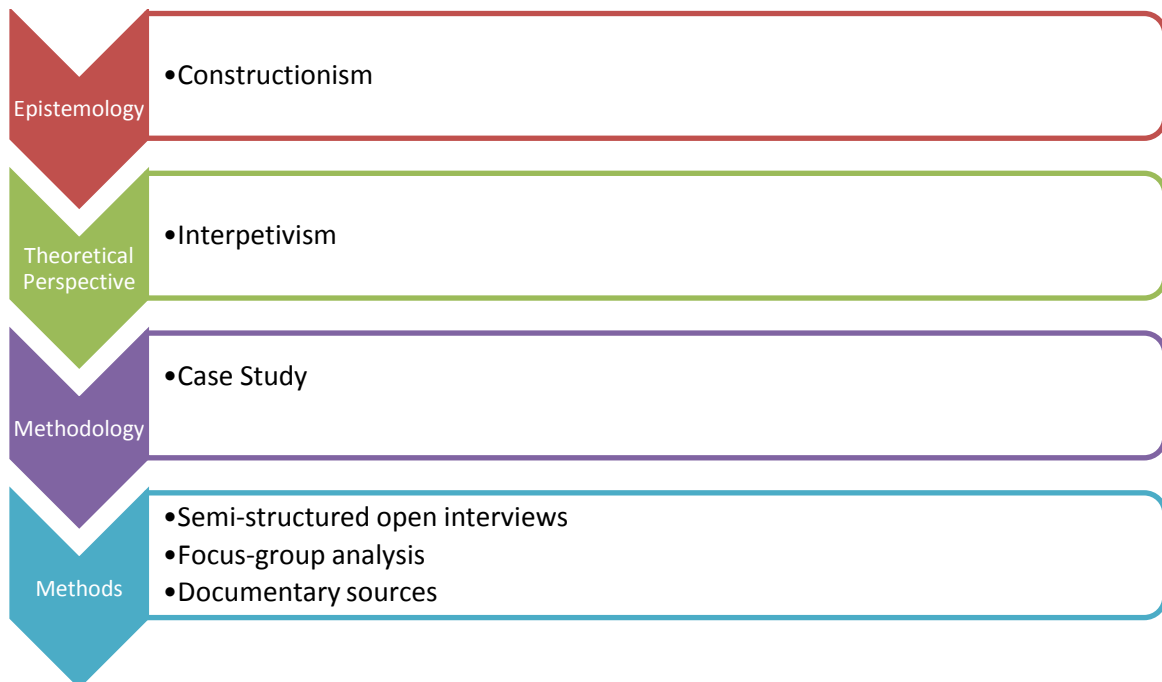 Epistemology
•Constructionism
Theoretical
Perspective
•Interpetivism
Methodology
•Case Study
Methods
•Semi-structured open interviews
•Focus-group analysis
•Documentary sources